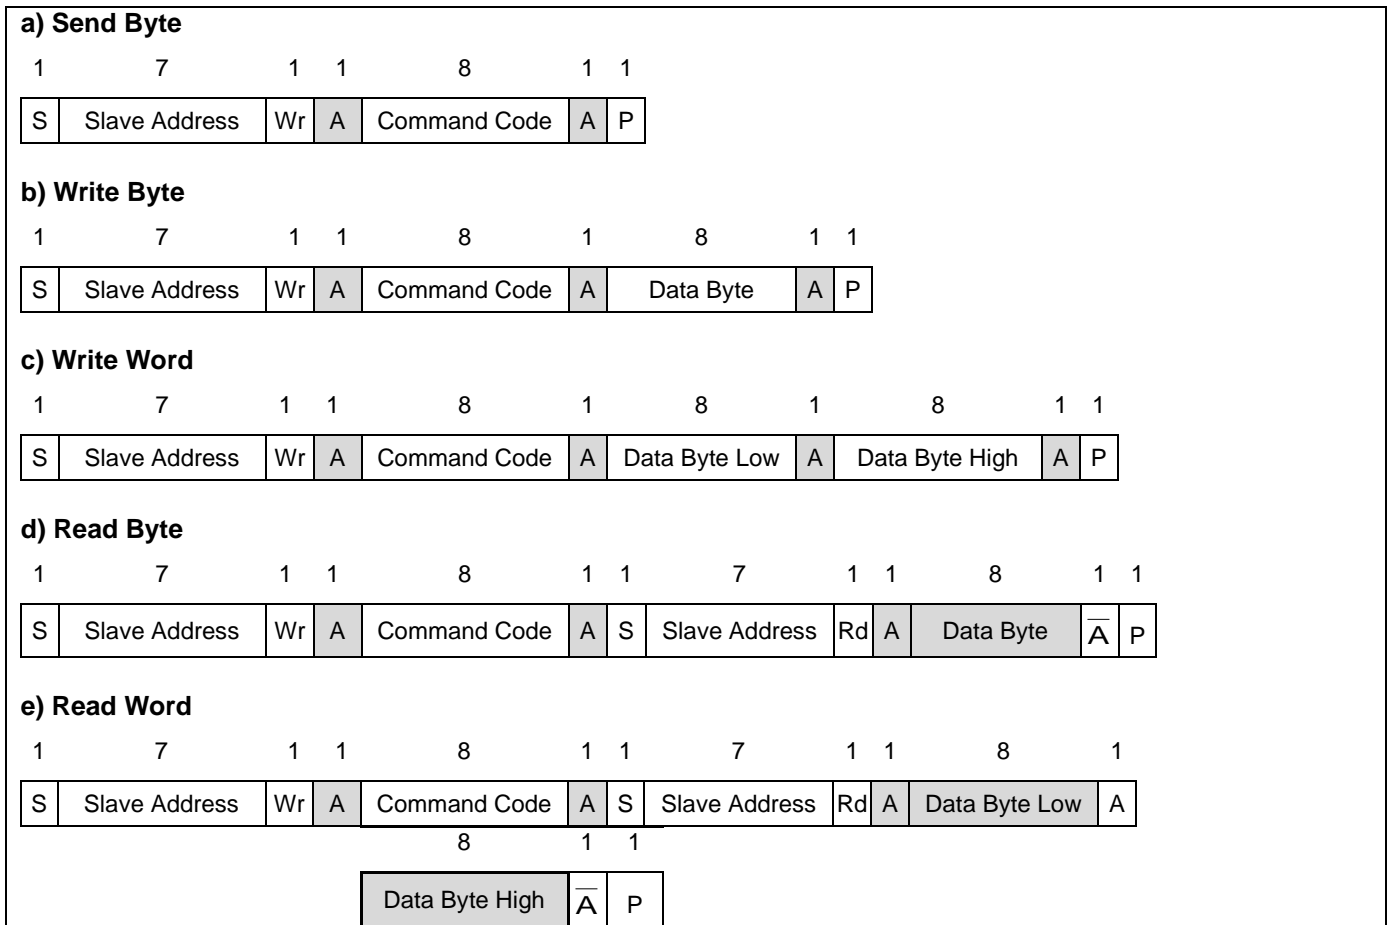 a) Send Byte
1 7 1 1 8 1 1
S Slave Address Wr A Command Code A P
b) Write Byte
1 7 1 1 8 1 8 1 1
S Slave Address Wr A Command Code A Data Byte A P
c) Write Word
1 7 1 1 8 1 8 1 8 1 1
S Slave Address Wr A Command Code A Data Byte Low A Data Byte High A P
d) Read Byte
1 7 1 1 8 1 1 7 1 1 8 1 1
S Slave Address Wr A Command Code A S Slave Address Rd A Data Byte A̅ P
e) Read Word
1 7 1 1 8 1 1 7 1 1 8 1
S Slave Address Wr A Command Code A S Slave Address Rd A Data Byte Low A
8 1 1
Data Byte High A̅ P